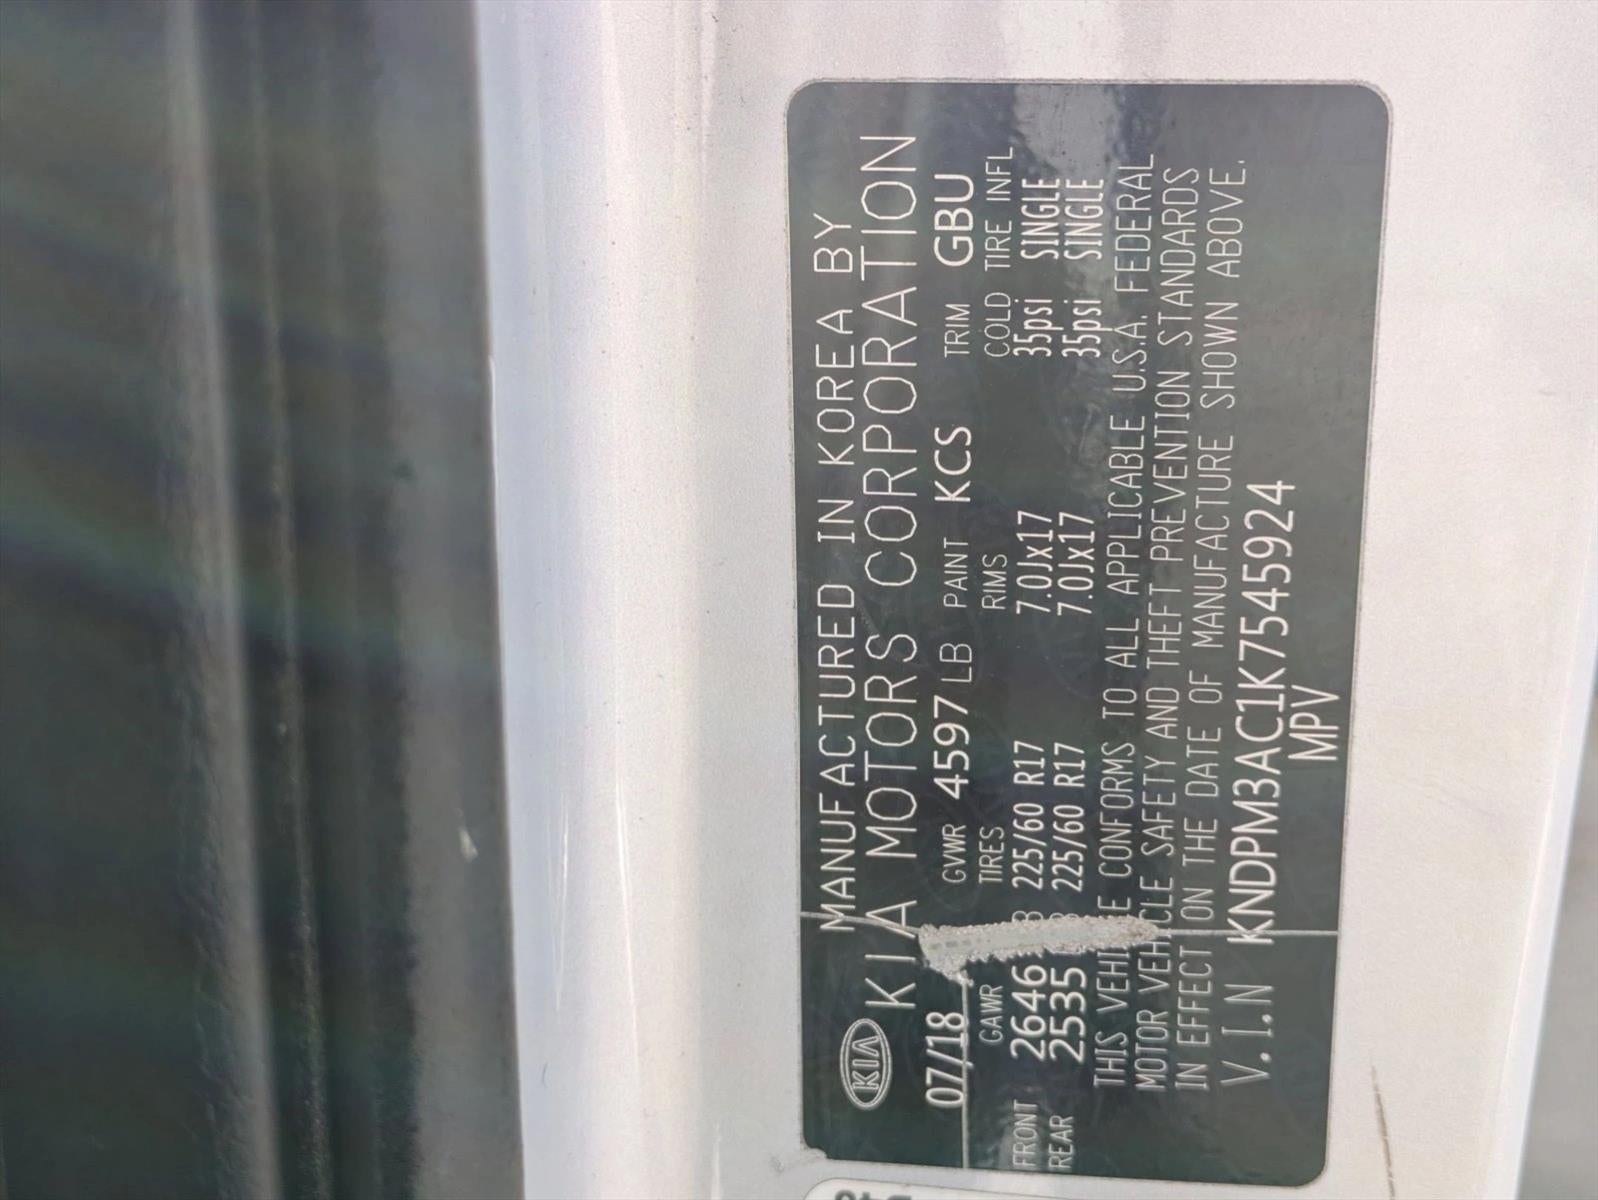 KIA
MANUFACTURED IN KOREA BY
KIA MOTORS CORPORATION
07/18 GVWR 4597 LB PAINT KCS TRIM GBU
GAWR TIRES RIMS COLD TIRE INFL
FRONT 2646 225/60 R17 7.0Jx17 35psi SINGLE
REAR 2535 225/60 R17 7.0Jx17 35psi SINGLE
THIS VEHICLE CONFORMS TO ALL APPLICABLE U.S.A. FEDERAL
MOTOR VEHICLE SAFETY AND THEFT PREVENTION STANDARDS
IN EFFECT ON THE DATE OF MANUFACTURE SHOWN ABOVE.
V.I.N KNDPM3AC1K7545924
MPV